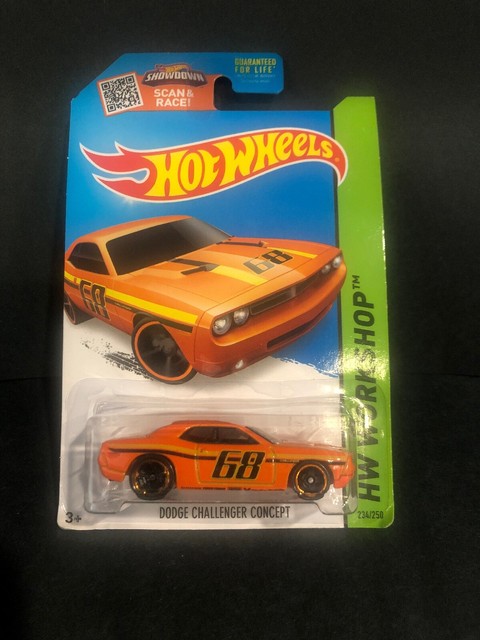 SHOWDOWN
SCAN &
RACE!
GUARANTEED
FOR LIFE
Hot Wheels
68
68
68
HW WORKSHOP™
3+
DODGE CHALLENGER CONCEPT
234/250